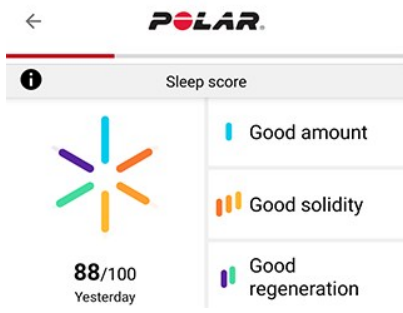 POLAR.
Sleep score
Good amount
Good solidity
Good
regeneration
88/100
Yesterday